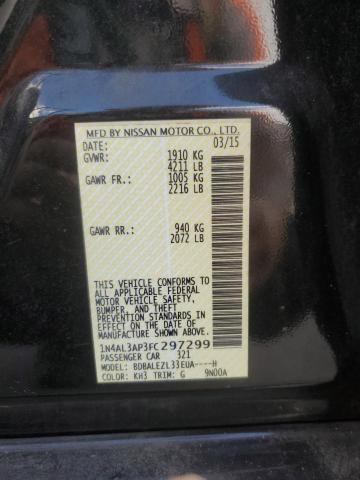 MFD BY NISSAN MOTOR CO., LTD.
DATE: 03/15
GVWR: 1910 KG
4211 LB
GAWR FR: 1005 KG
2216 LB
GAWR RR: 940 KG
2072 LB
THIS VEHICLE CONFORMS TO
ALL APPLICABLE FEDERAL
MOTOR VEHICLE SAFETY,
BUMPER, AND THEFT
PREVENTION STANDARDS
IN EFFECT ON THE DATE OF
MANUFACTURE SHOWN ABOVE.
1N4AL3AP3FC297299
PASSENGER CAR 321
MODEL: BDBALEZL33EUA----H
COLOR: KH3 TRIM: G 9N00A